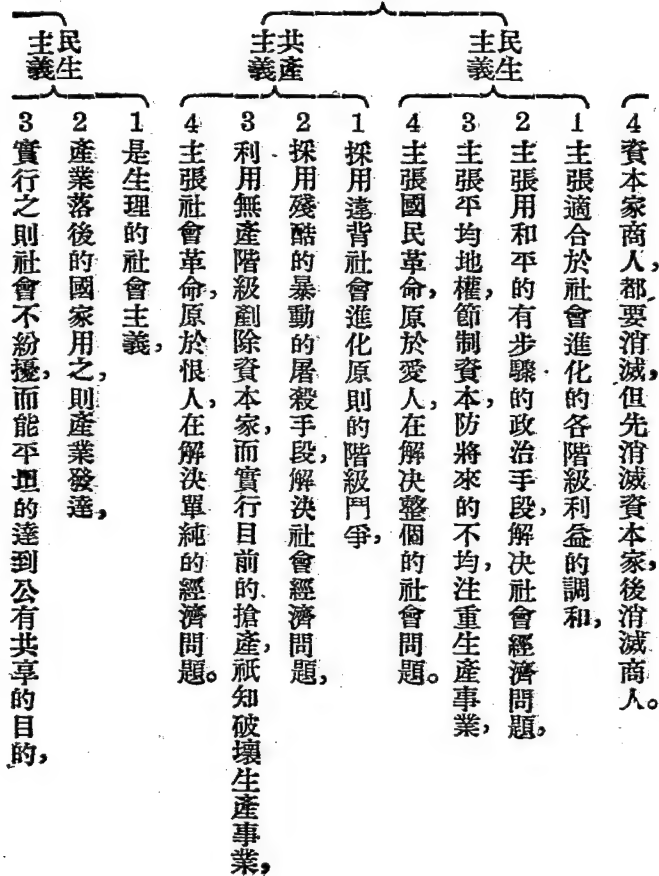 4 資本家商人，都要消滅，但先消滅資本家，後消滅商人。
民生主義
1 主張適合於社會進化的各階級利益的調和，
2 主張用和平的有步驟的政治手段，解決社會經濟問題，
3 主張平均地權，節制資本，防將來的不均，注重生產事業，
4 主張國民革命，原於愛人，在解決整個的社會問題。
共產主義
1 採用違背社會進化原則的階級鬥爭，
2 採用殘酷的暴動的屠殺手段，解決社會經濟問題，
3 利用無產階級剷除資本家，而實行目前的搶產，祇知破壞生產事業，
4 主張社會革命，原於恨人，在解決單純的經濟問題。
民生主義
1 是生理的社會主義，
2 產業落後的國家用之，則產業發達，
3 實行之則社會不紛擾，而能平坦的達到公有共享的目的，